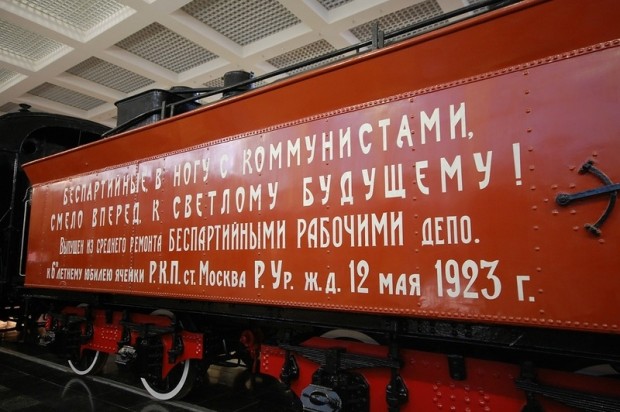 БЕСПАРТИЙНЫЕ В НОГУ С КОММУНИСТАМИ,
СМЕЛО ВПЕРЕД К СВЕТЛОМУ БУДУЩЕМУ!
ВЫПУЩЕН ИЗ СРЕДНЕГО РЕМОНТА БЕСПАРТИЙНЫМИ РАБОЧИМИ ДЕПО.
К 6ЛЕТНЕМУ ЮБИЛЕЮ ЯЧЕЙКИ Р.К.П. СТ. МОСКВА Р. УР. Ж.Д. 12 МАЯ 1923 Г.